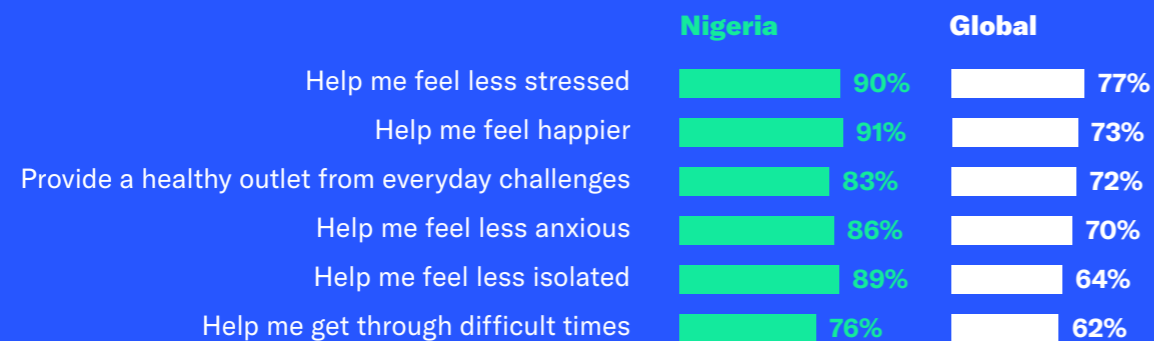 Nigeria Global
Help me feel less stressed 90% 77%
Help me feel happier 91% 73%
Provide a healthy outlet from everyday challenges 83% 72%
Help me feel less anxious 86% 70%
Help me feel less isolated 89% 64%
Help me get through difficult times 76% 62%